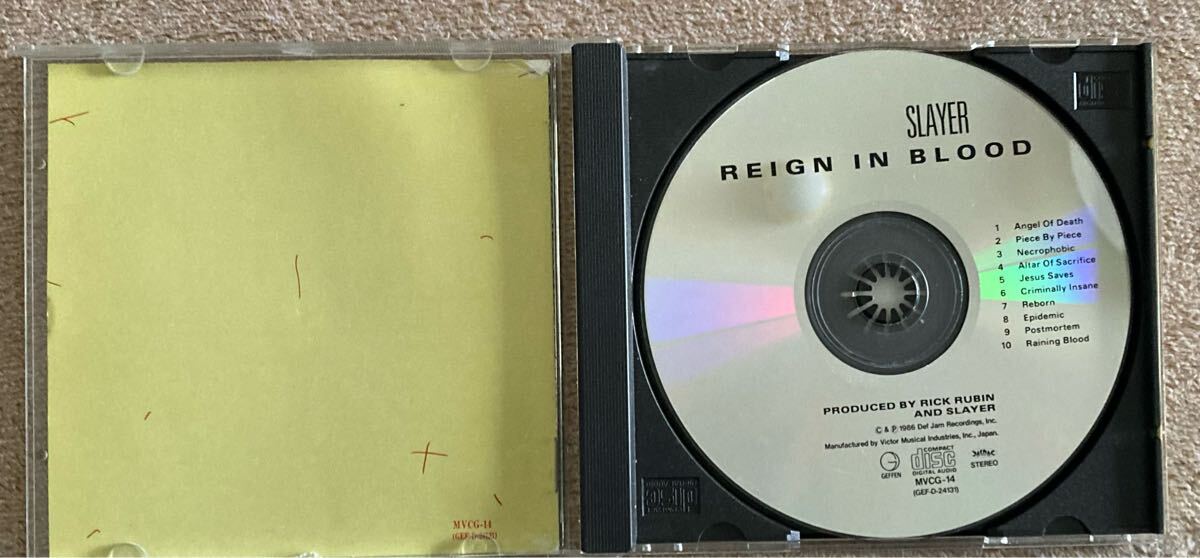 MVCG-14
(GEF-D-24131)
SLAYER
REIGN IN BLOOD
1 Angel Of Death
2 Piece By Piece
3 Necrophobic
4 Altar Of Sacrifice
5 Jesus Saves
6 Criminally Insane
7 Reborn
8 Epidemic
9 Postmortem
10 Raining Blood
PRODUCED BY RICK RUBIN
AND SLAYER
© & ℗ 1986 Def Jam Recordings, Inc.
Manufactured by Victor Musical Industries, Inc., Japan.
GEFFEN
COMPACT
disc
DIGITAL AUDIO
STEREO
MVCG-14
(GEF-D-24131)